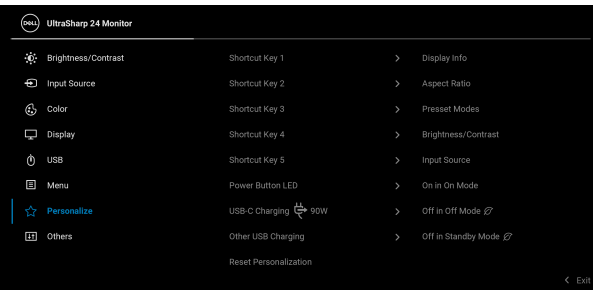 DELL UltraSharp 24 Monitor
Brightness/Contrast Shortcut Key 1 > Display Info
Input Source Shortcut Key 2 > Aspect Ratio
Color Shortcut Key 3 > Presset Modes
Display Shortcut Key 4 > Brightness/Contrast
USB Shortcut Key 5 > Input Source
Menu Power Button LED > On in On Mode
Personalize USB-C Charging 90W > Off in Off Mode
Others Other USB Charging > Off in Standby Mode
Reset Personalization
< Exit